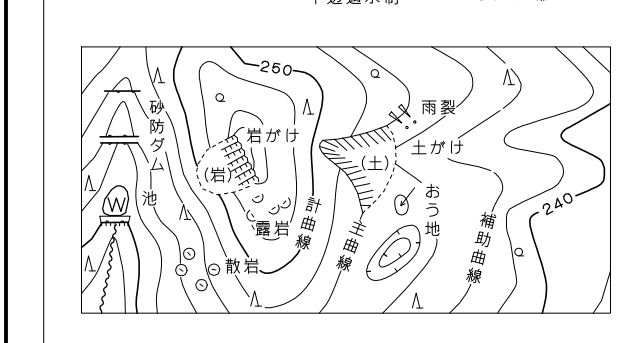 250
砂防ダム
岩がけ
雨裂
土がけ
(岩)
(土)
W
池
露岩
計曲線
主曲線
おう地
補助曲線
240
散岩